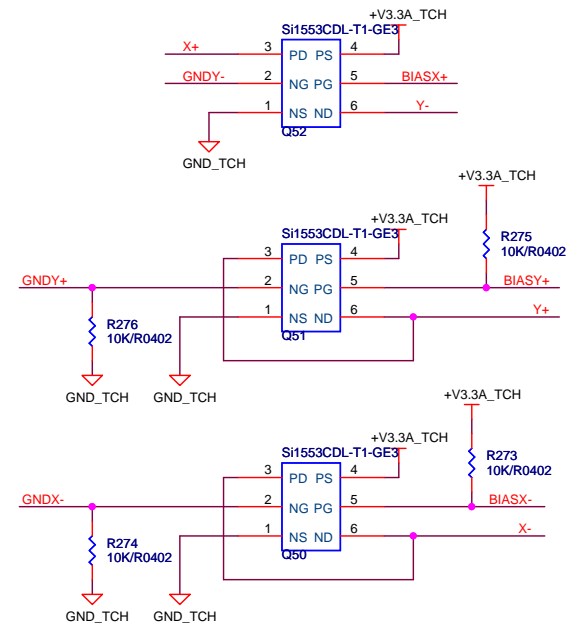 +V3.3A_TCH
Si1553CDL-T1-GE3
X+ 3 PD PS 4
GNDY- 2 NG PG 5 BIASX+
1 NS ND 6 Y-
Q52
GND_TCH
+V3.3A_TCH
+V3.3A_TCH
Si1553CDL-T1-GE3
R275
10K/R0402
3 PD PS 4
GNDY+ 2 NG PG 5 BIASY+
1 NS ND 6 Y+
R276
10K/R0402
Q51
GND_TCH GND_TCH
+V3.3A_TCH
+V3.3A_TCH
Si1553CDL-T1-GE3
R273
10K/R0402
3 PD PS 4
GNDX- 2 NG PG 5 BIASX-
1 NS ND 6 X-
R274
10K/R0402
Q50
GND_TCH GND_TCH